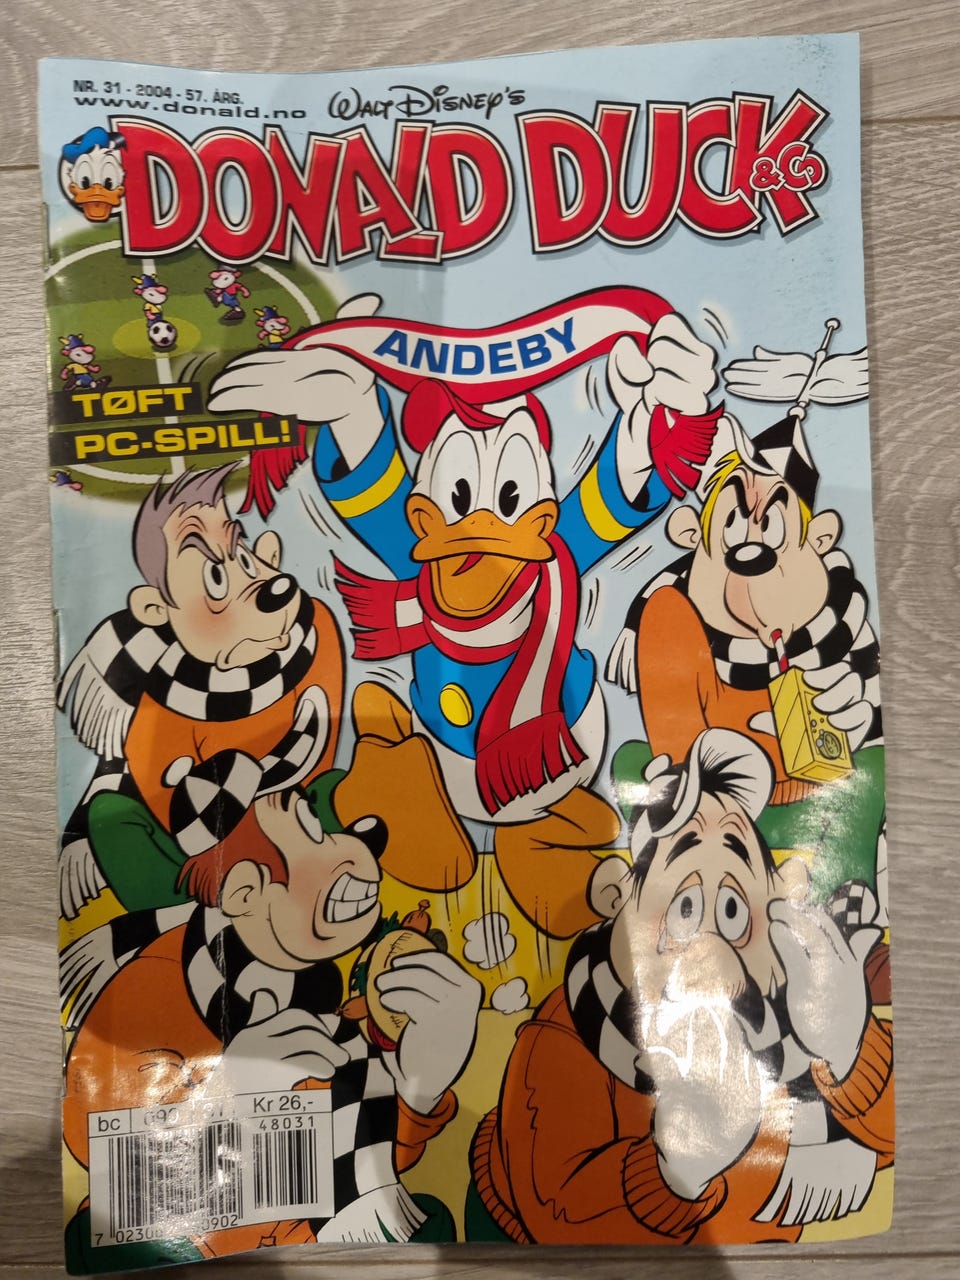 NR. 31 - 2004 - 57. ÅRG.
www.donald.no
WALT DISNEY'S
DONALD DUCK
&CO
ANDEBY
TØFT
PC-SPILL!
bc
Kr 26,-
48031